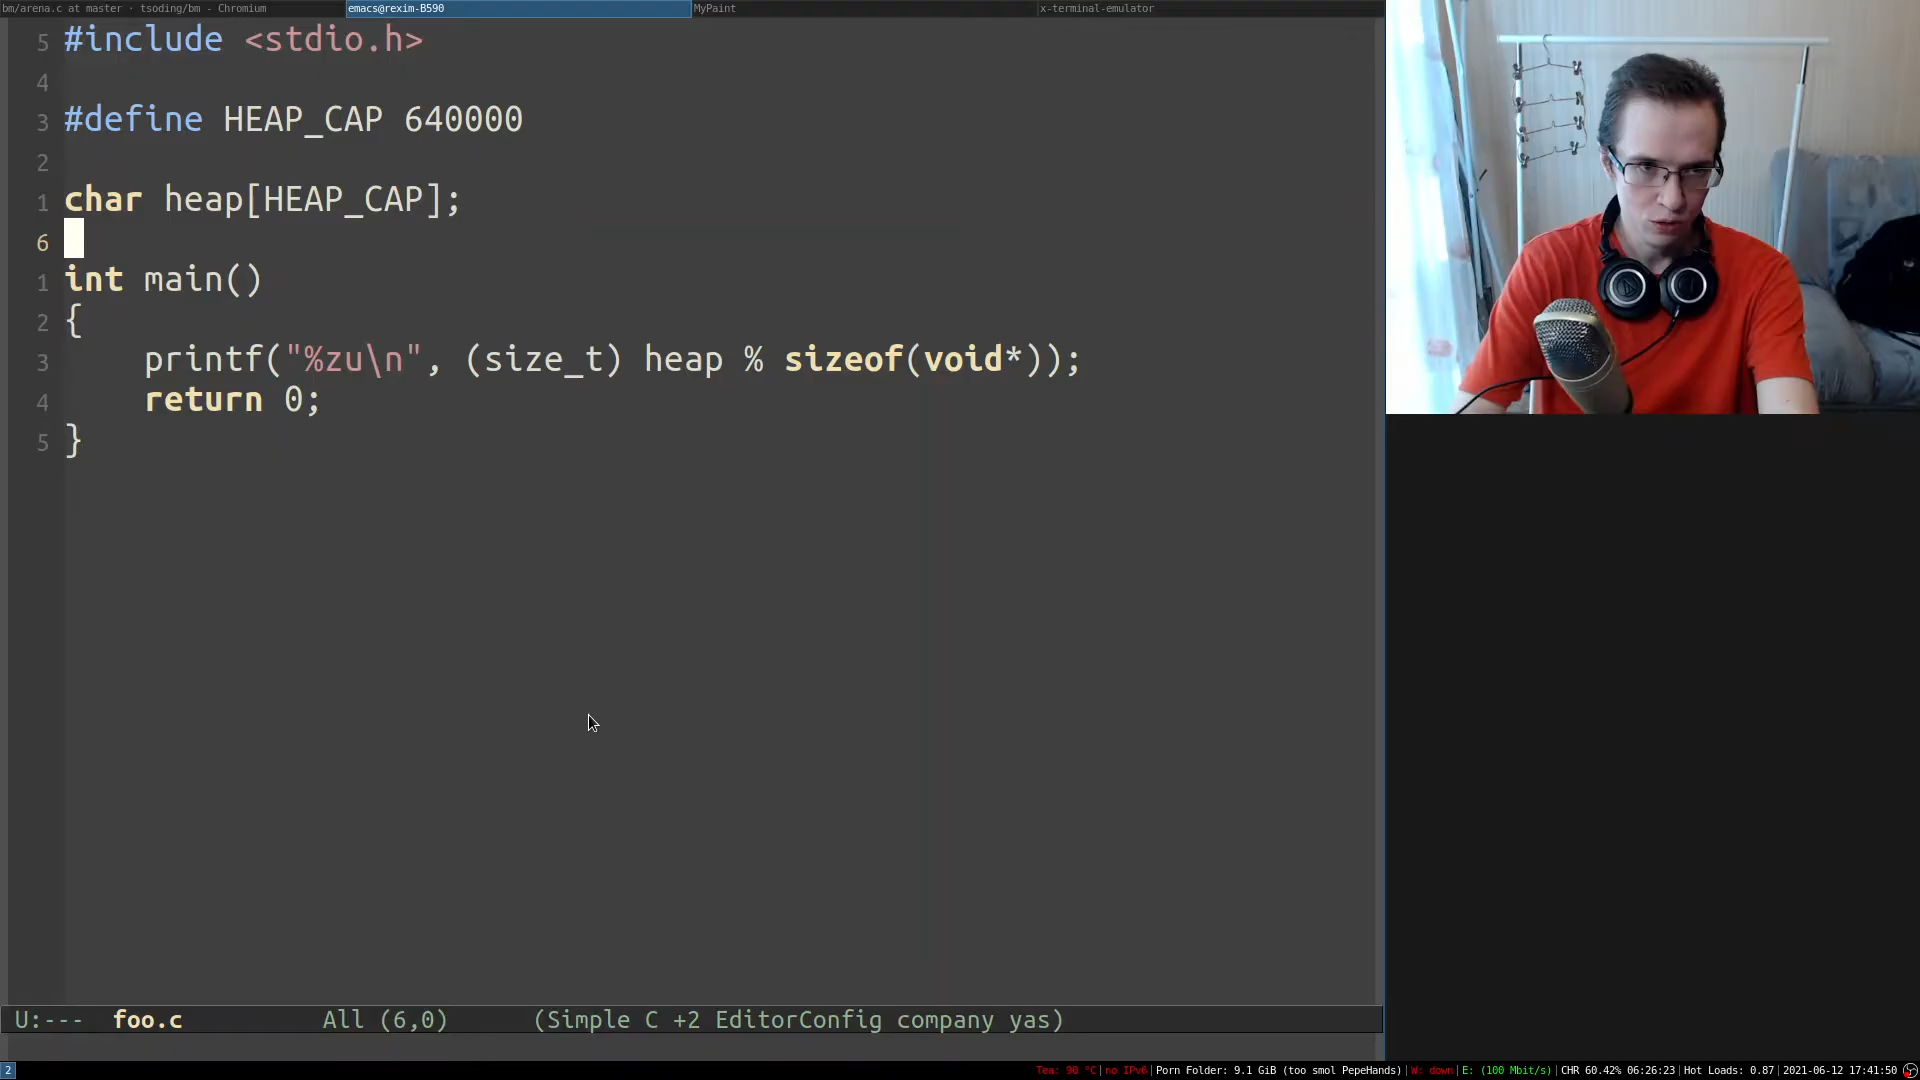 bm/arena.c at master · tsoding/bm - Chromium
emacs@rexim-B590
MyPaint
x-terminal-emulator
5 #include <stdio.h>
4
3 #define HEAP_CAP 640000
2
1 char heap[HEAP_CAP];
6
1 int main()
2 {
3     printf("%zu\n", (size_t) heap % sizeof(void*));
4     return 0;
5 }
U:--- foo.c All (6,0) (Simple C +2 EditorConfig company yas)
2 Tea: 90 °C|no IPv6|Porn Folder: 9.1 GiB (too smol PepeHands)|W: down|E: (100 Mbit/s)|CHR 60.42% 06:26:23|Hot Loads: 0.87|2021-06-12 17:41:50